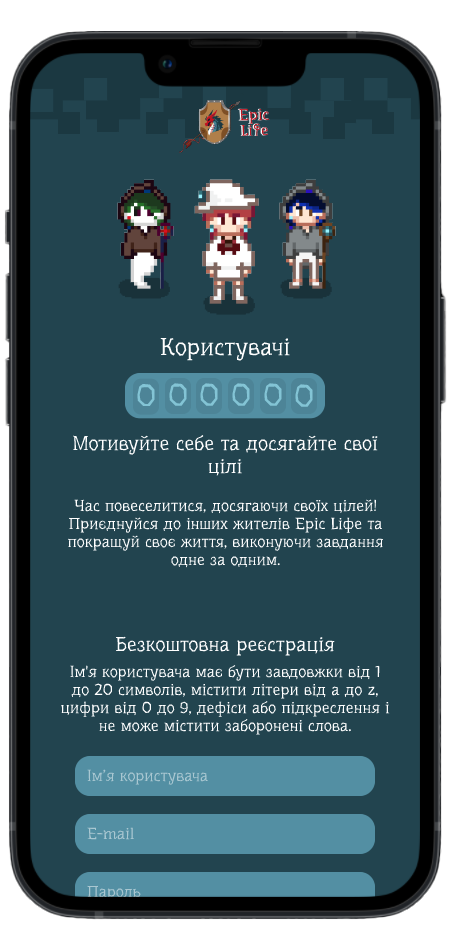 Epic
Life
Користувачі
000000
Мотивуйте себе та досягайте свої
цілі
Час повеселитися, досягаючи своїх цілей!
Приєднуйся до інших жителів Epic Life та
покращуй своє життя, виконуючи завдання
одне за одним.
Безкоштовна реєстрація
Ім'я користувача має бути завдовжки від 1
до 20 символів, містити літери від a до z,
цифри від 0 до 9, дефіси або підкреслення і
не може містити заборонені слова.
Ім'я користувача
E-mail
Пароль